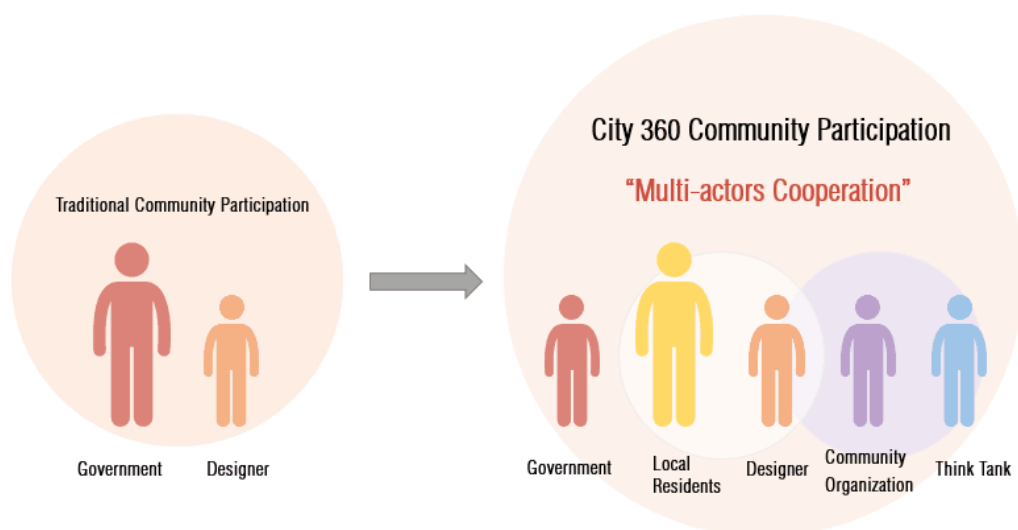 Traditional Community Participation
Government
Designer
City 360 Community Participation
“Multi-actors Cooperation”
Government
Local
Residents
Designer
Community
Organization
Think Tank